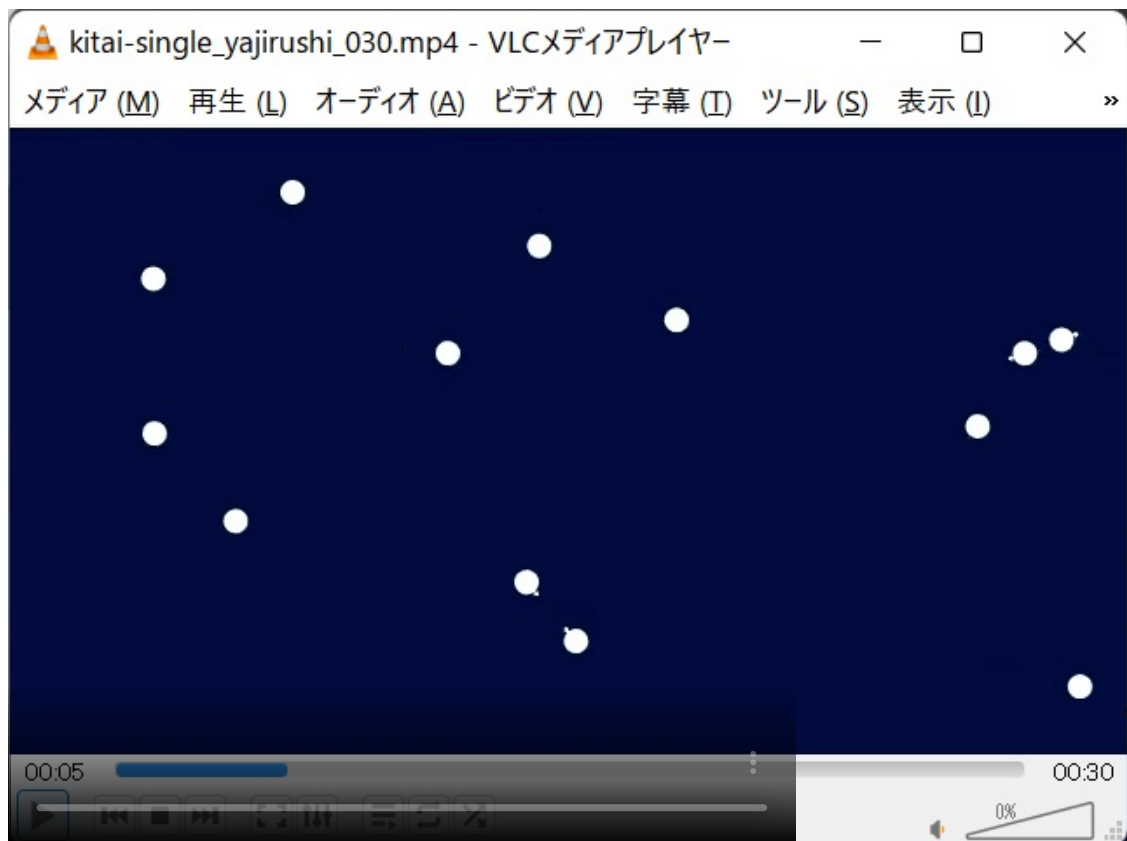 kitai-single_yajirushi_030.mp4 - VLCメディアプレイヤー
メディア (M) 再生 (L) オーディオ (A) ビデオ (V) 字幕 (T) ツール (S) 表示 (I) »
00:05 00:30
0%